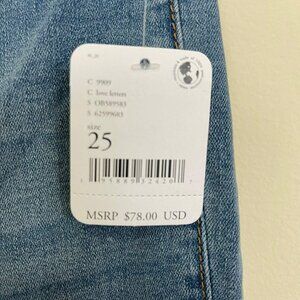 C 9909
C love letters
S OB589583
S 62599683
size
25
MSRP $78.00 USD